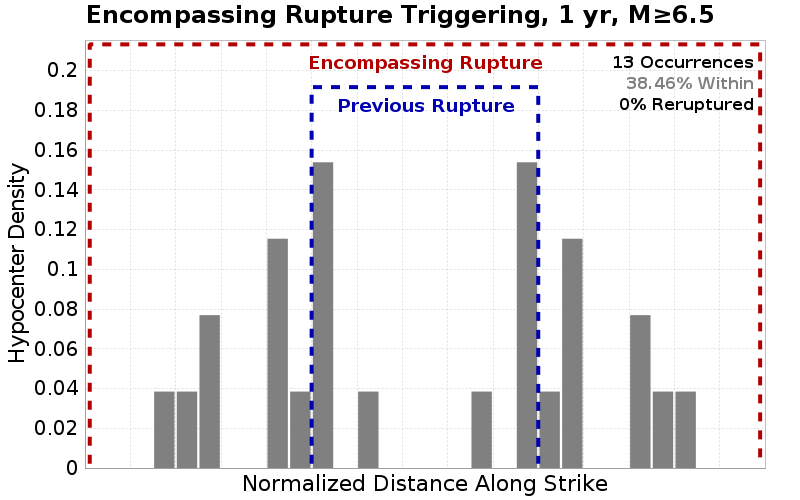 Encompassing Rupture Triggering, 1 yr, M≥6.5
Encompassing Rupture
Previous Rupture
13 Occurrences
38.46% Within
0% Reruptured
Hypocenter Density
0.2
0.18
0.16
0.14
0.12
0.1
0.08
0.06
0.04
0.02
0
Normalized Distance Along Strike